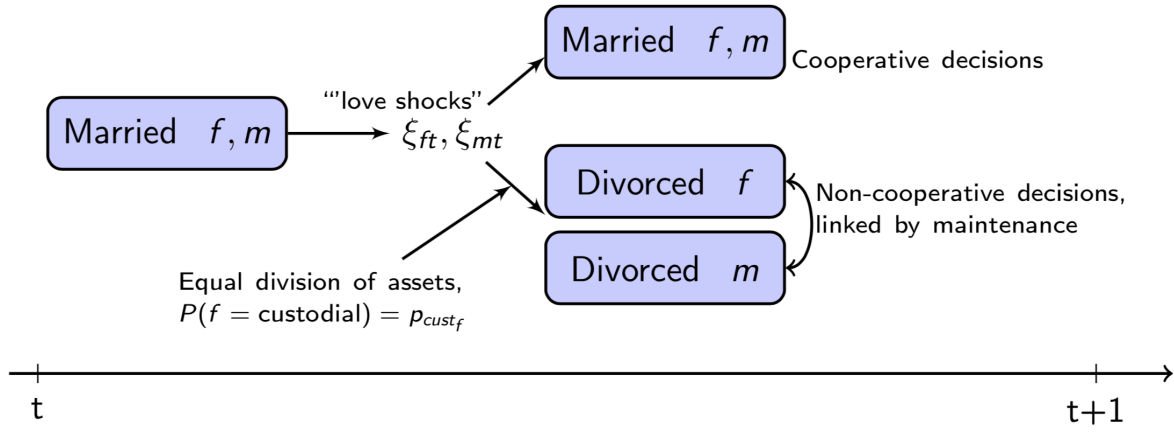 Married f, m
Cooperative decisions
“‘love shocks”
Married f, m
ξft, ξmt
Divorced f
Non-cooperative decisions,
linked by maintenance
Divorced m
Equal division of assets,
P(f = custodial) = pcustf
t
t+1